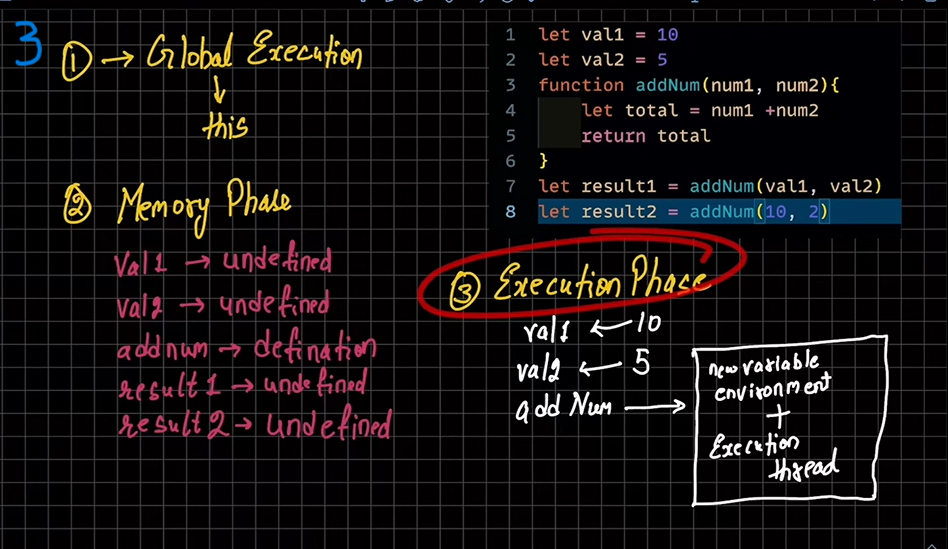 3
① → Global Execution
↓
this
② Memory Phase
Val1 → undefined
val2 → undefined
addnum → defination
result1 → undefined
result2 → undefined
1 let val1 = 10
2 let val2 = 5
3 function addNum(num1, num2){
4 let total = num1 +num2
5 return total
6 }
7 let result1 = addNum(val1, val2)
8 let result2 = addNum(10, 2)
③ Execution Phase
val1 ← 10
val2 ← 5
add Num →
new variable
environment
+
Execution
thread